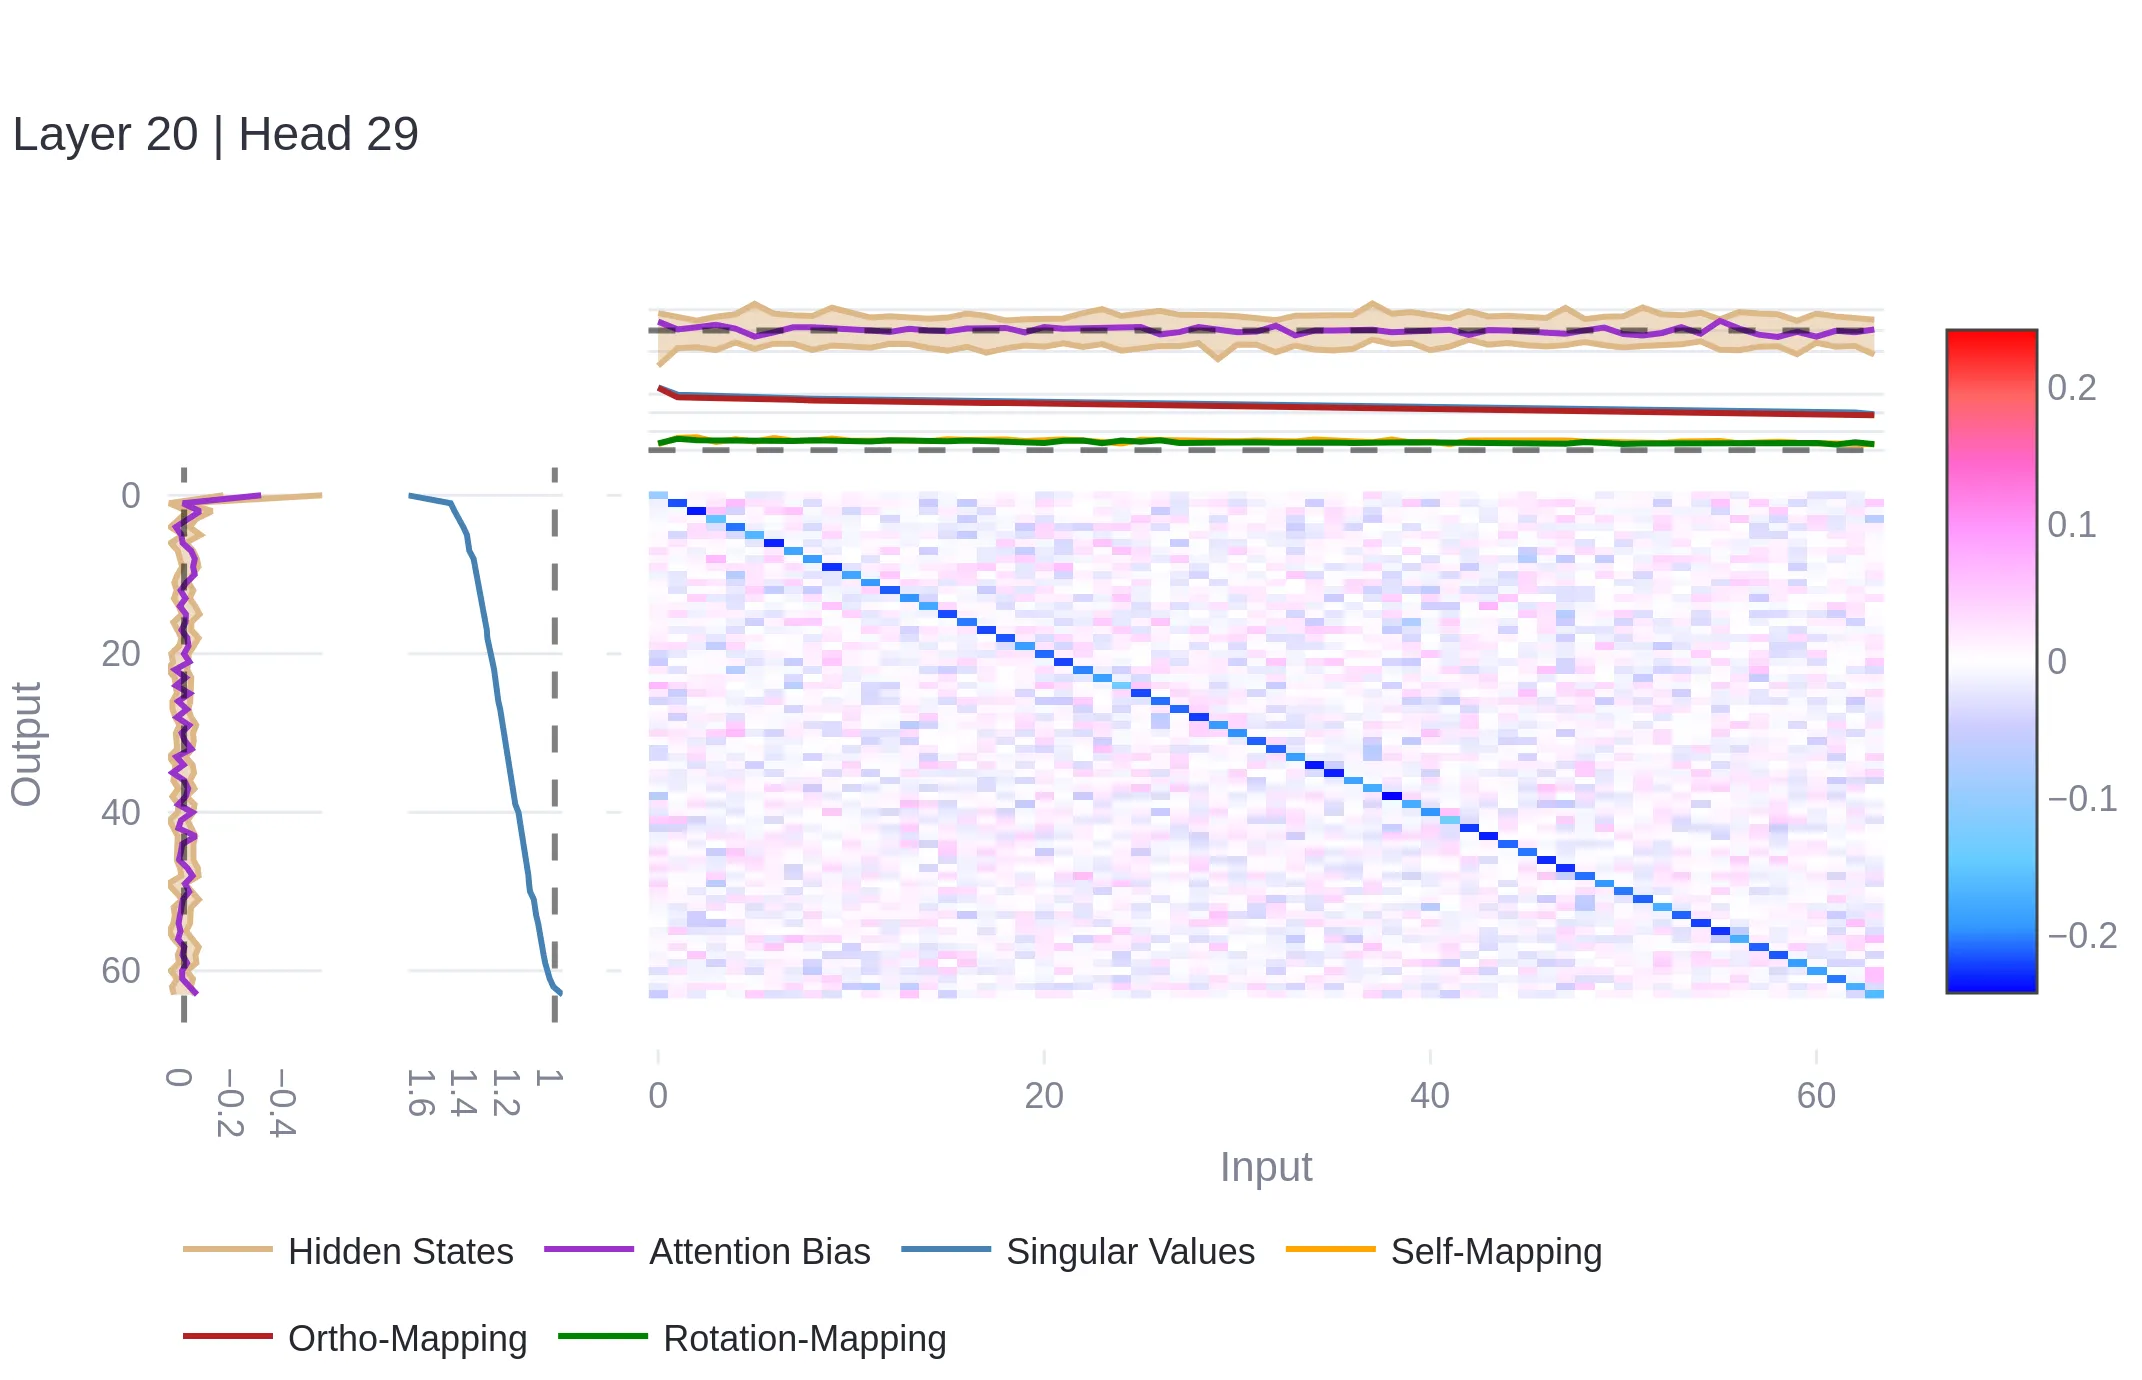 Layer 20 | Head 29
0
20
40
60
Output
0
−0.2
−0.4
1.6
1.4
1.2
1
0
20
40
60
Input
0.2
0.1
0
−0.1
−0.2
Hidden States
Attention Bias
Singular Values
Self-Mapping
Ortho-Mapping
Rotation-Mapping